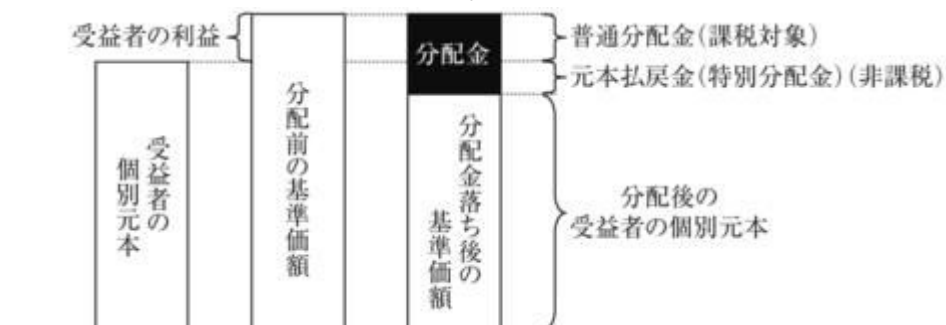 受益者の利益
普通分配金(課税対象)
分配金
元本払戻金(特別分配金)(非課税)
受益者の
個別元本
分配前の基準価額
分配金落ち後の
基準価額
分配後の
受益者の個別元本